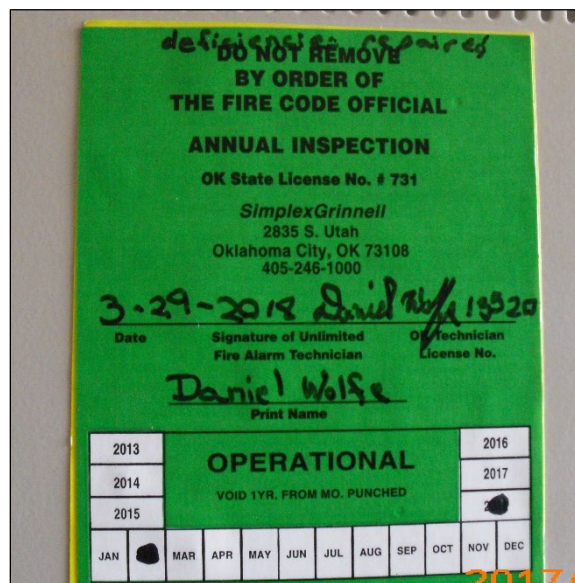 deficiencies repaired
DO NOT REMOVE
BY ORDER OF
THE FIRE CODE OFFICIAL
ANNUAL INSPECTION
OK State License No. # 731
SimplexGrinnell
2835 S. Utah
Oklahoma City, OK 73108
405-246-1000
3-29-2018 Daniel Wolfe 13520
Date Signature of Unlimited Fire Alarm Technician OK Technician License No.
Daniel Wolfe
Print Name
2013 2016
2014 OPERATIONAL 2017
2015 VOID 1YR. FROM MO. PUNCHED
JAN MAR APR MAY JUN JUL AUG SEP OCT NOV DEC
2017